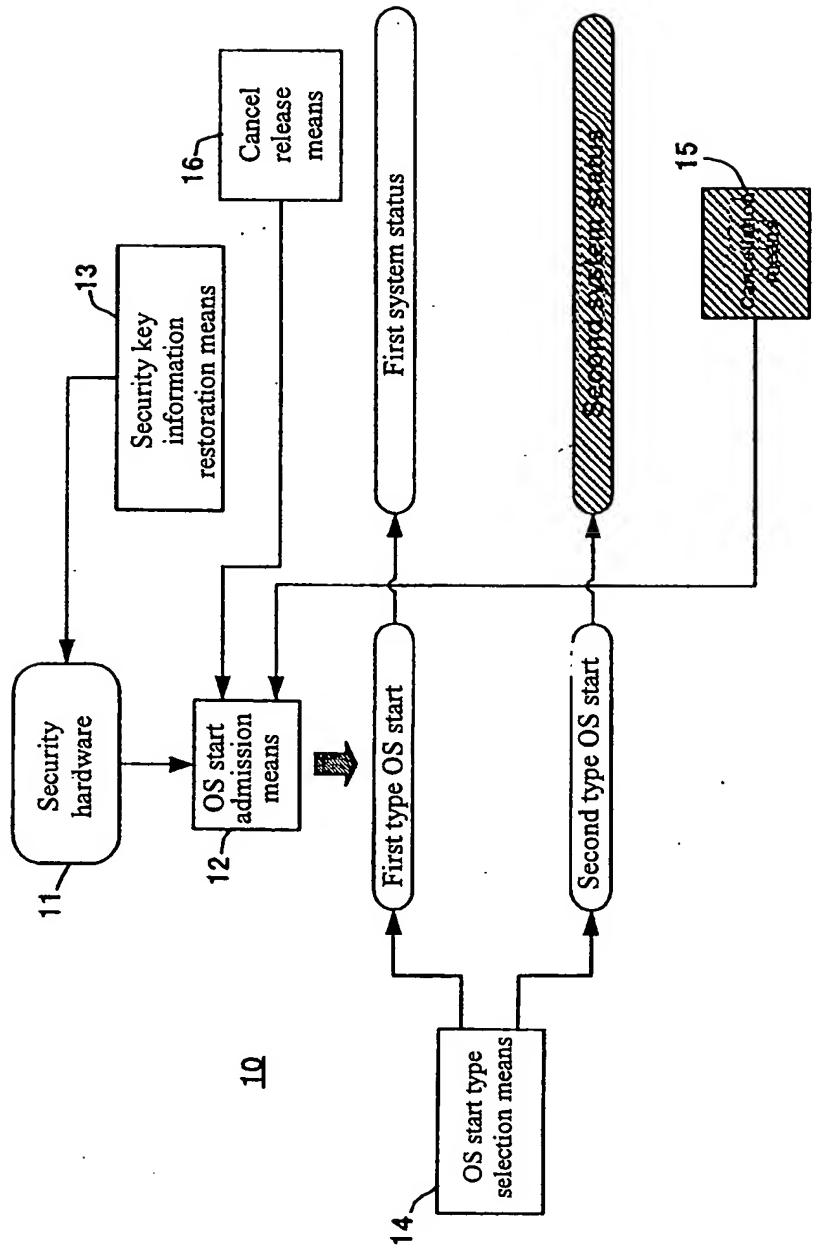 11
Security
hardware
13
Security key
information
restoration means
16
Cancel
release
means
12
OS start
admission
means
10
14
OS start type
selection means
First type OS start
First system status
Second type OS start
Second system status
15
Cancellation
means